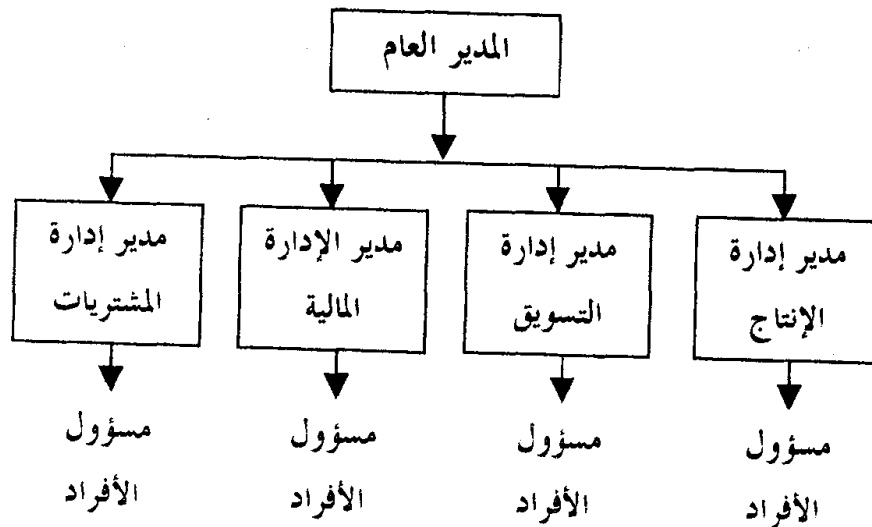 المدير العام
مدير إدارة
الإنتاج
مدير إدارة
التسويق
مدير الإدارة
المالية
مدير إدارة
المشتريات
مسؤول
الأفراد
مسؤول
الأفراد
مسؤول
الأفراد
مسؤول
الأفراد